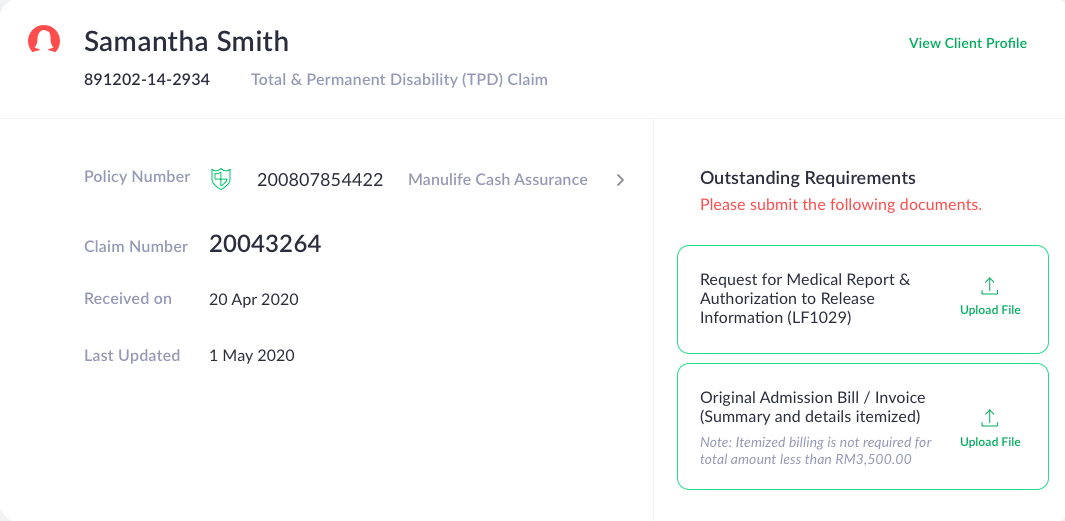 Samantha Smith
View Client Profile
891202-14-2934 Total & Permanent Disability (TPD) Claim
Policy Number 200807854422 Manulife Cash Assurance
Claim Number 20043264
Received on 20 Apr 2020
Last Updated 1 May 2020
Outstanding Requirements
Please submit the following documents.
Request for Medical Report &
Authorization to Release
Information (LF1029)
Upload File
Original Admission Bill / Invoice
(Summary and details itemized)
Note: Itemized billing is not required for
total amount less than RM3,500.00
Upload File